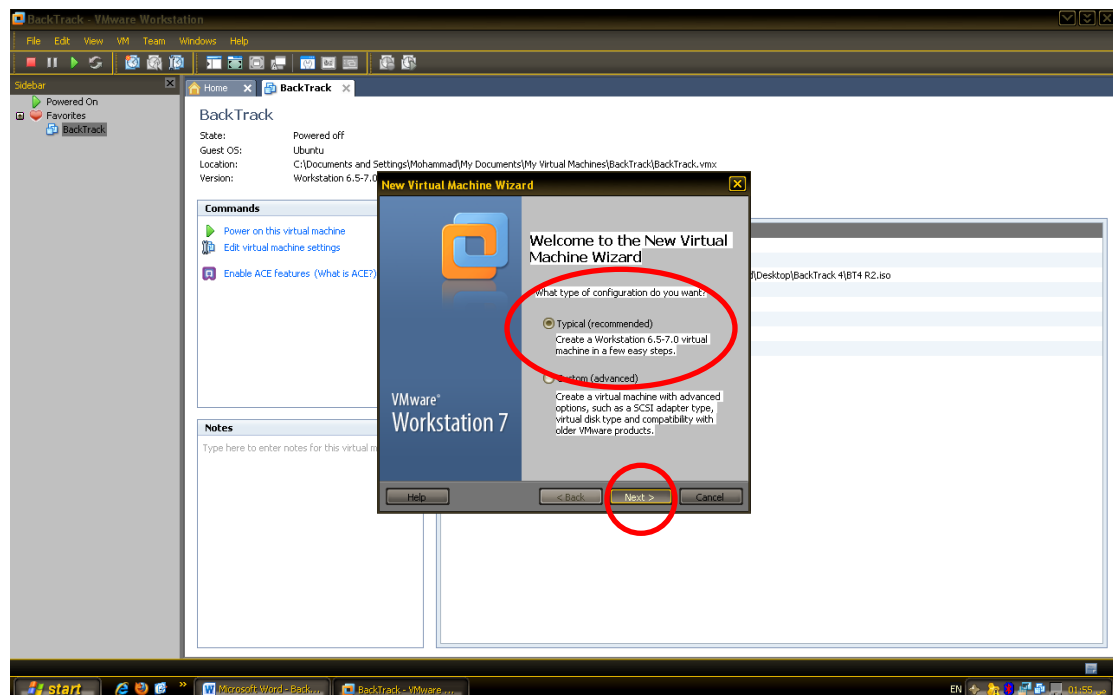 BackTrack - VMware Workstation
File Edit View VM Team Windows Help
Sidebar
Powered On
Favorites
BackTrack
Home
BackTrack
BackTrack
State: Powered off
Guest OS: Ubuntu
Location: C:\Documents and Settings\Mohammad\My Documents\My Virtual Machines\BackTrack\BackTrack.vmx
Version: Workstation 6.5-7.0
Commands
Power on this virtual machine
Edit virtual machine settings
Enable ACE features (What is ACE?)
Notes
Type here to enter notes for this virtual m
\Desktop\BackTrack 4\BT4 R2.iso
New Virtual Machine Wizard
VMware®
Workstation 7
Welcome to the New Virtual
Machine Wizard
What type of configuration do you want?
Typical (recommended)
Create a Workstation 6.5-7.0 virtual
machine in a few easy steps.
Custom (advanced)
Create a virtual machine with advanced
options, such as a SCSI adapter type,
virtual disk type and compatibility with
older VMware products.
Help < Back Next > Cancel
start
Microsoft Word - Back...
BackTrack - VMware ...
EN
01:55